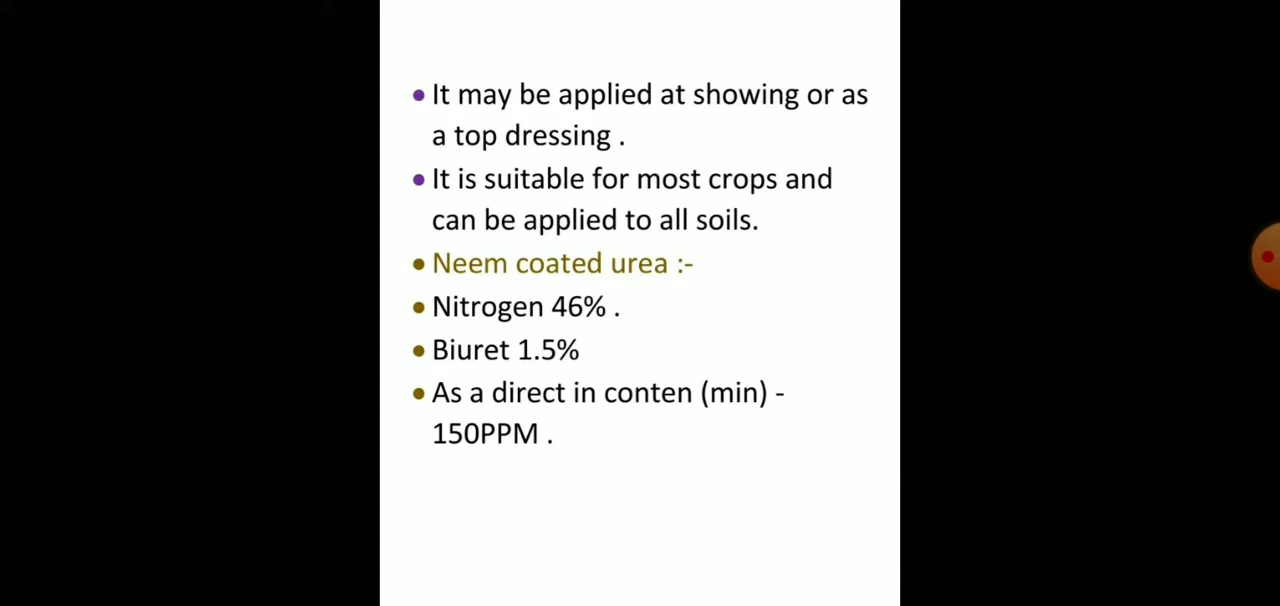 • It may be applied at showing or as
a top dressing .
• It is suitable for most crops and
can be applied to all soils.
• Neem coated urea :-
• Nitrogen 46% .
• Biuret 1.5%
• As a direct in conten (min) -
150PPM .